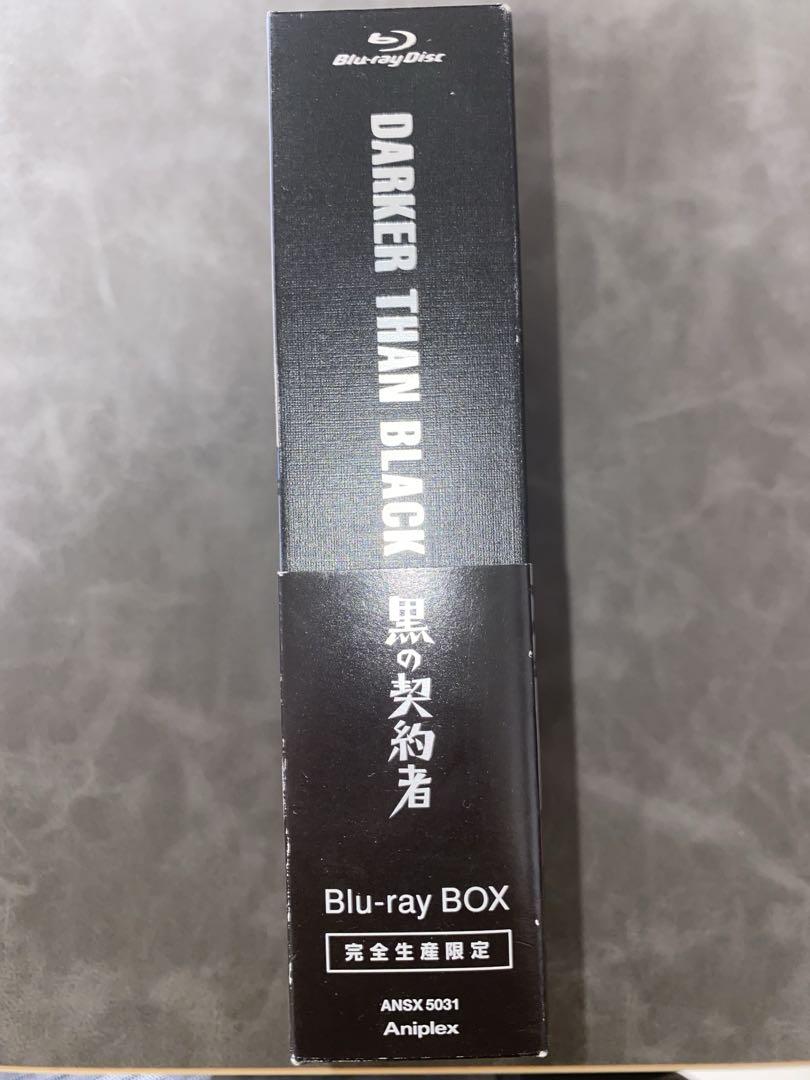 Blu-ray Disc
DARKER THAN BLACK
黒の契約者
Blu-ray BOX
完全生産限定
ANSX 5031
Aniplex